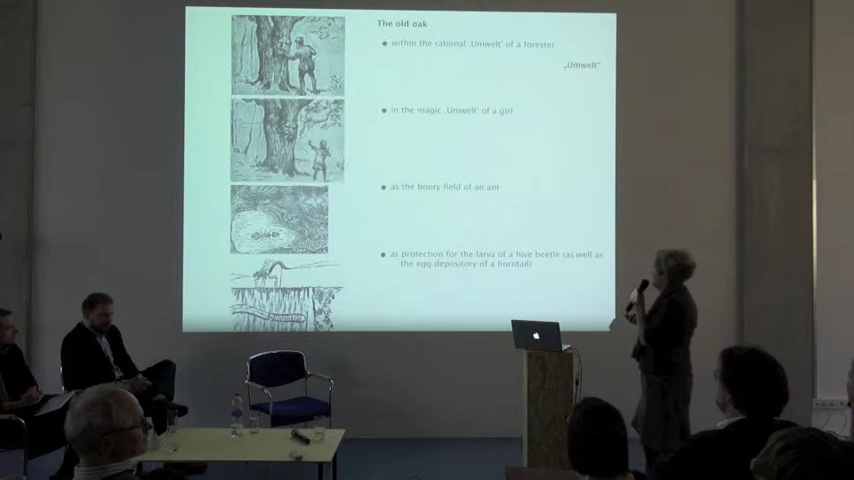 The old oak
within the rational ‚Umwelt' of a forester
„Umwelt"
in the magic ‚Umwelt' of a girl
as the booty field of an ant
as protection for the larva of a hive beetle (as well as
the egg depository of a horntail)